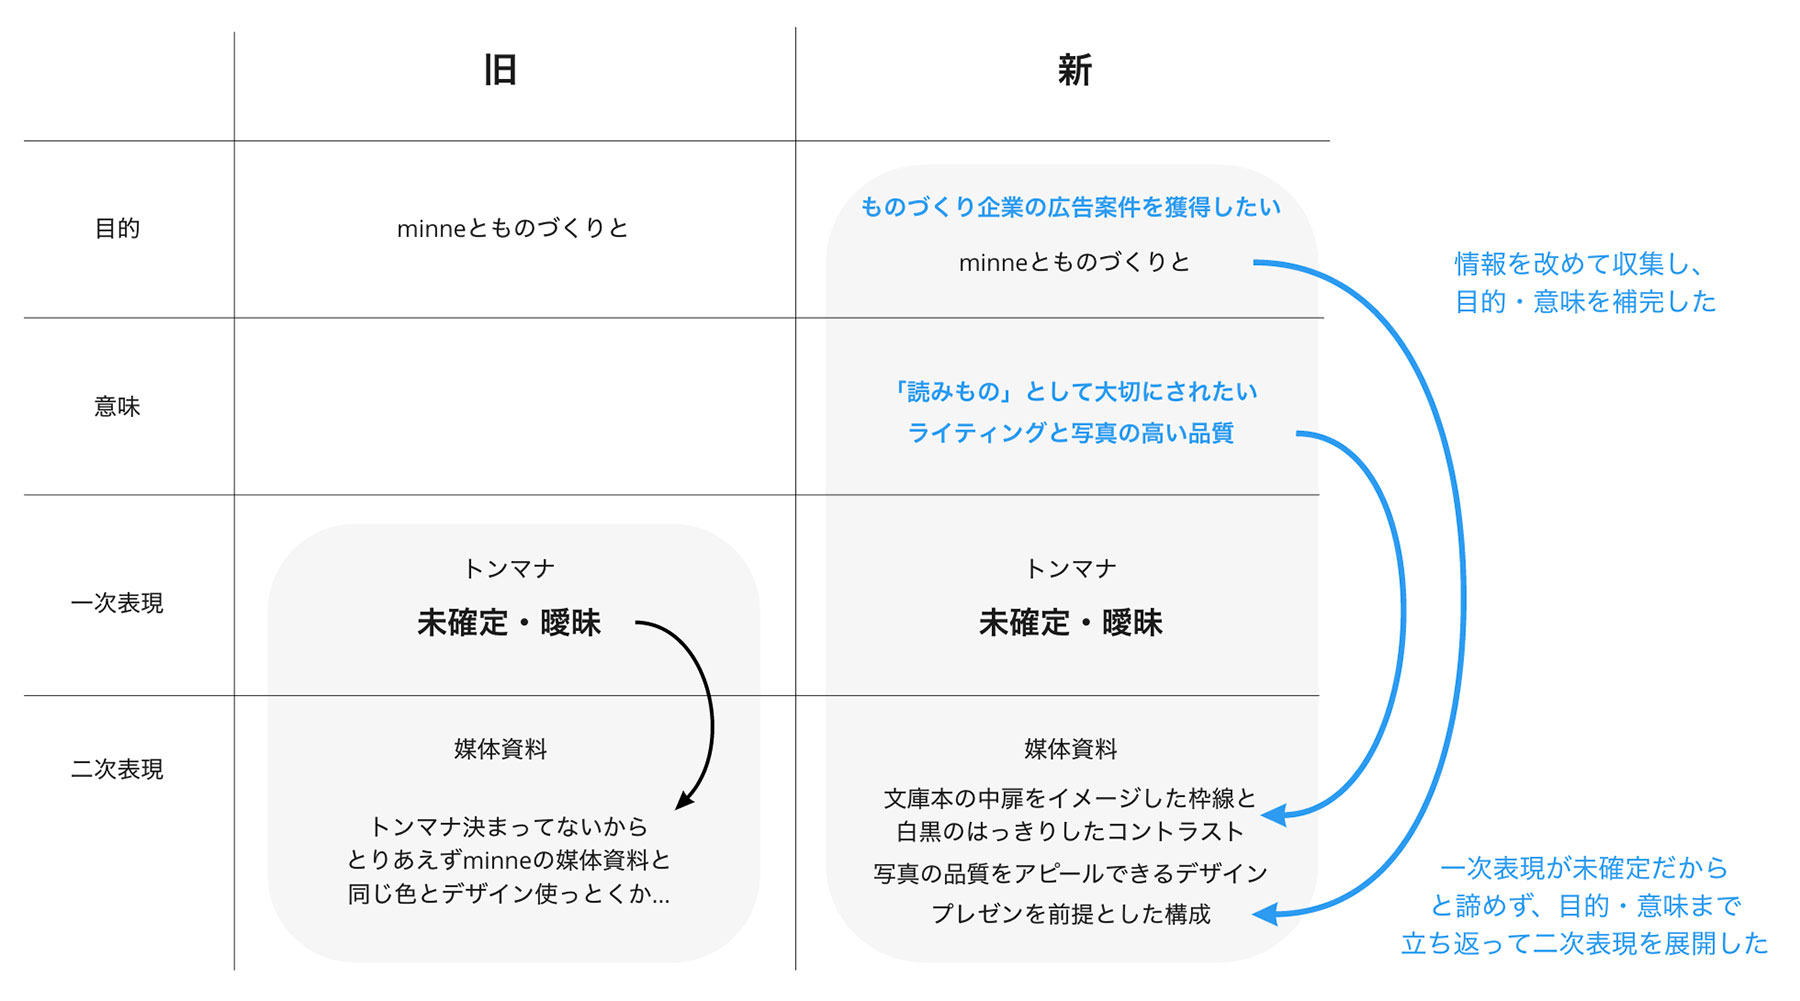 旧
新
目的
minneとものづくりと
ものづくり企業の広告案件を獲得したい
minneとものづくりと
情報を改めて収集し、
目的・意味を補完した
意味
「読みもの」として大切にされたい
ライティングと写真の高い品質
一次表現
トンマナ
未確定・曖昧
トンマナ
未確定・曖昧
二次表現
媒体資料
トンマナ決まってないから
とりあえずminneの媒体資料と
同じ色とデザイン使っとくか...
媒体資料
文庫本の中扉をイメージした枠線と
白黒のはっきりしたコントラスト
写真の品質をアピールできるデザイン
プレゼンを前提とした構成
一次表現が未確定だから
と諦めず、目的・意味まで
立ち返って二次表現を展開した